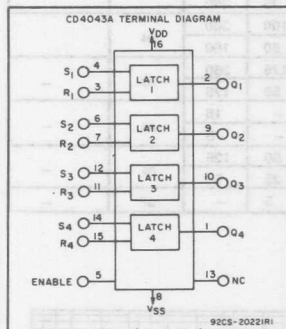 CD4043A TERMINAL DIAGRAM
VDD
16
S1 4
R1 3
LATCH
1
2 Q1
S2 6
R2 7
LATCH
2
9 Q2
S3 12
R3 11
LATCH
3
10 Q3
S4 14
R4 15
LATCH
4
1 Q4
ENABLE 5
13 NC
8
VSS
92CS-20221R1